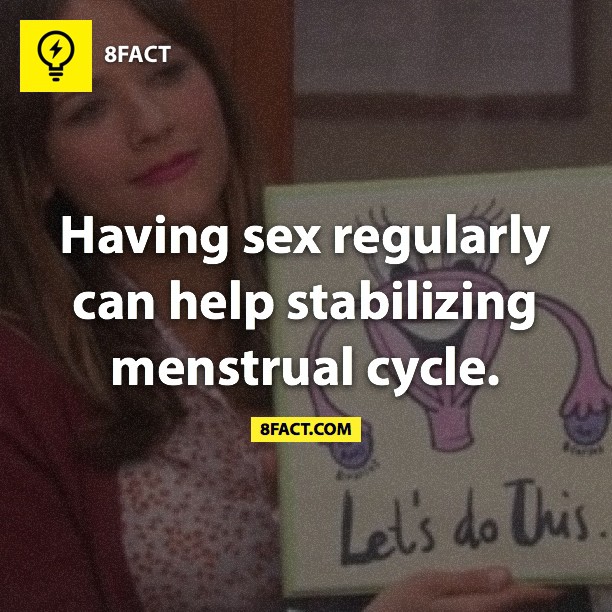 8FACT
Having sex regularly
can help stabilizing
menstrual cycle.
8FACT.COM
Let's do This.